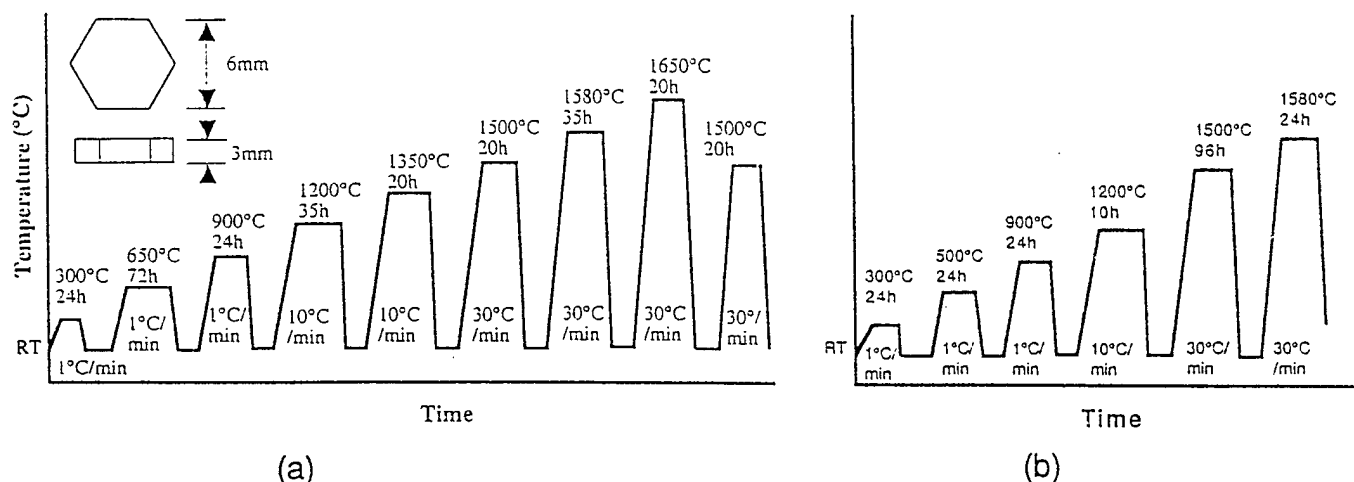 6mm
3mm
Temperature (°C)
RT
300°C
24h
1°C/min
650°C
72h
1°C/
min
900°C
24h
1°C/
min
1200°C
35h
10°C
/min
1350°C
20h
10°C
/min
1500°C
20h
30°C
/min
1580°C
35h
30°C
/min
1650°C
20h
30°C
/min
1500°C
20h
30°/
min
Time
(a)
RT
300°C
24h
1°C/
min
500°C
24h
1°C/
min
900°C
24h
1°C/
min
1200°C
10h
10°C/
min
1500°C
96h
30°C/
min
1580°C
24h
30°C
/min
Time
(b)